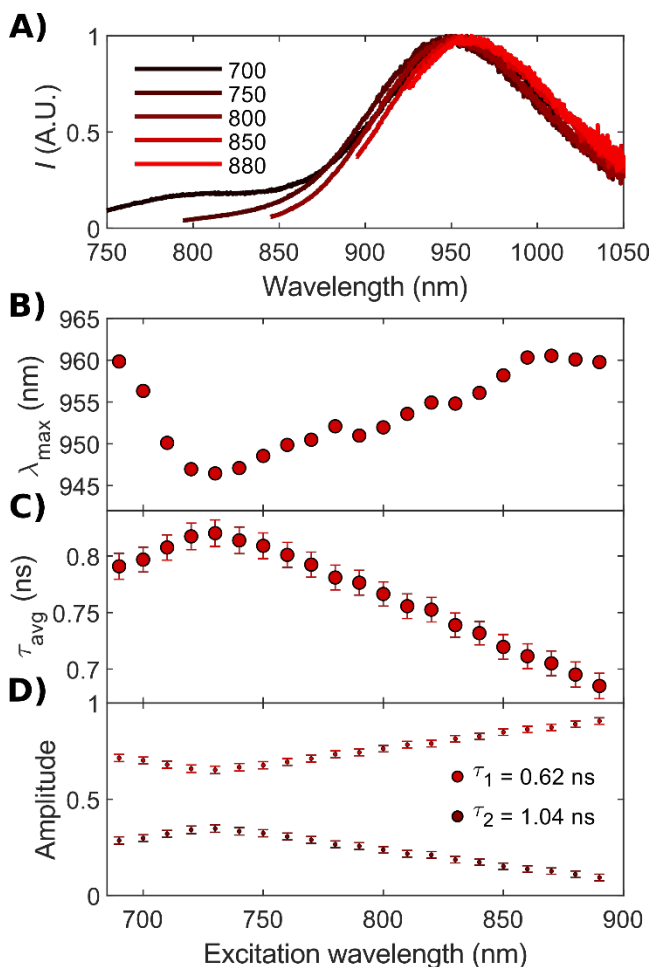 A)
I (A.U.)
1
0.5
0
700
750
800
850
880
750 800 850 900 950 1000 1050
Wavelength (nm)
B)
λmax (nm)
965
960
955
950
945
C)
τavg (ns)
0.8
0.75
0.7
D)
Amplitude
1
0.5
0
τ1 = 0.62 ns
τ2 = 1.04 ns
700 750 800 850 900
Excitation wavelength (nm)